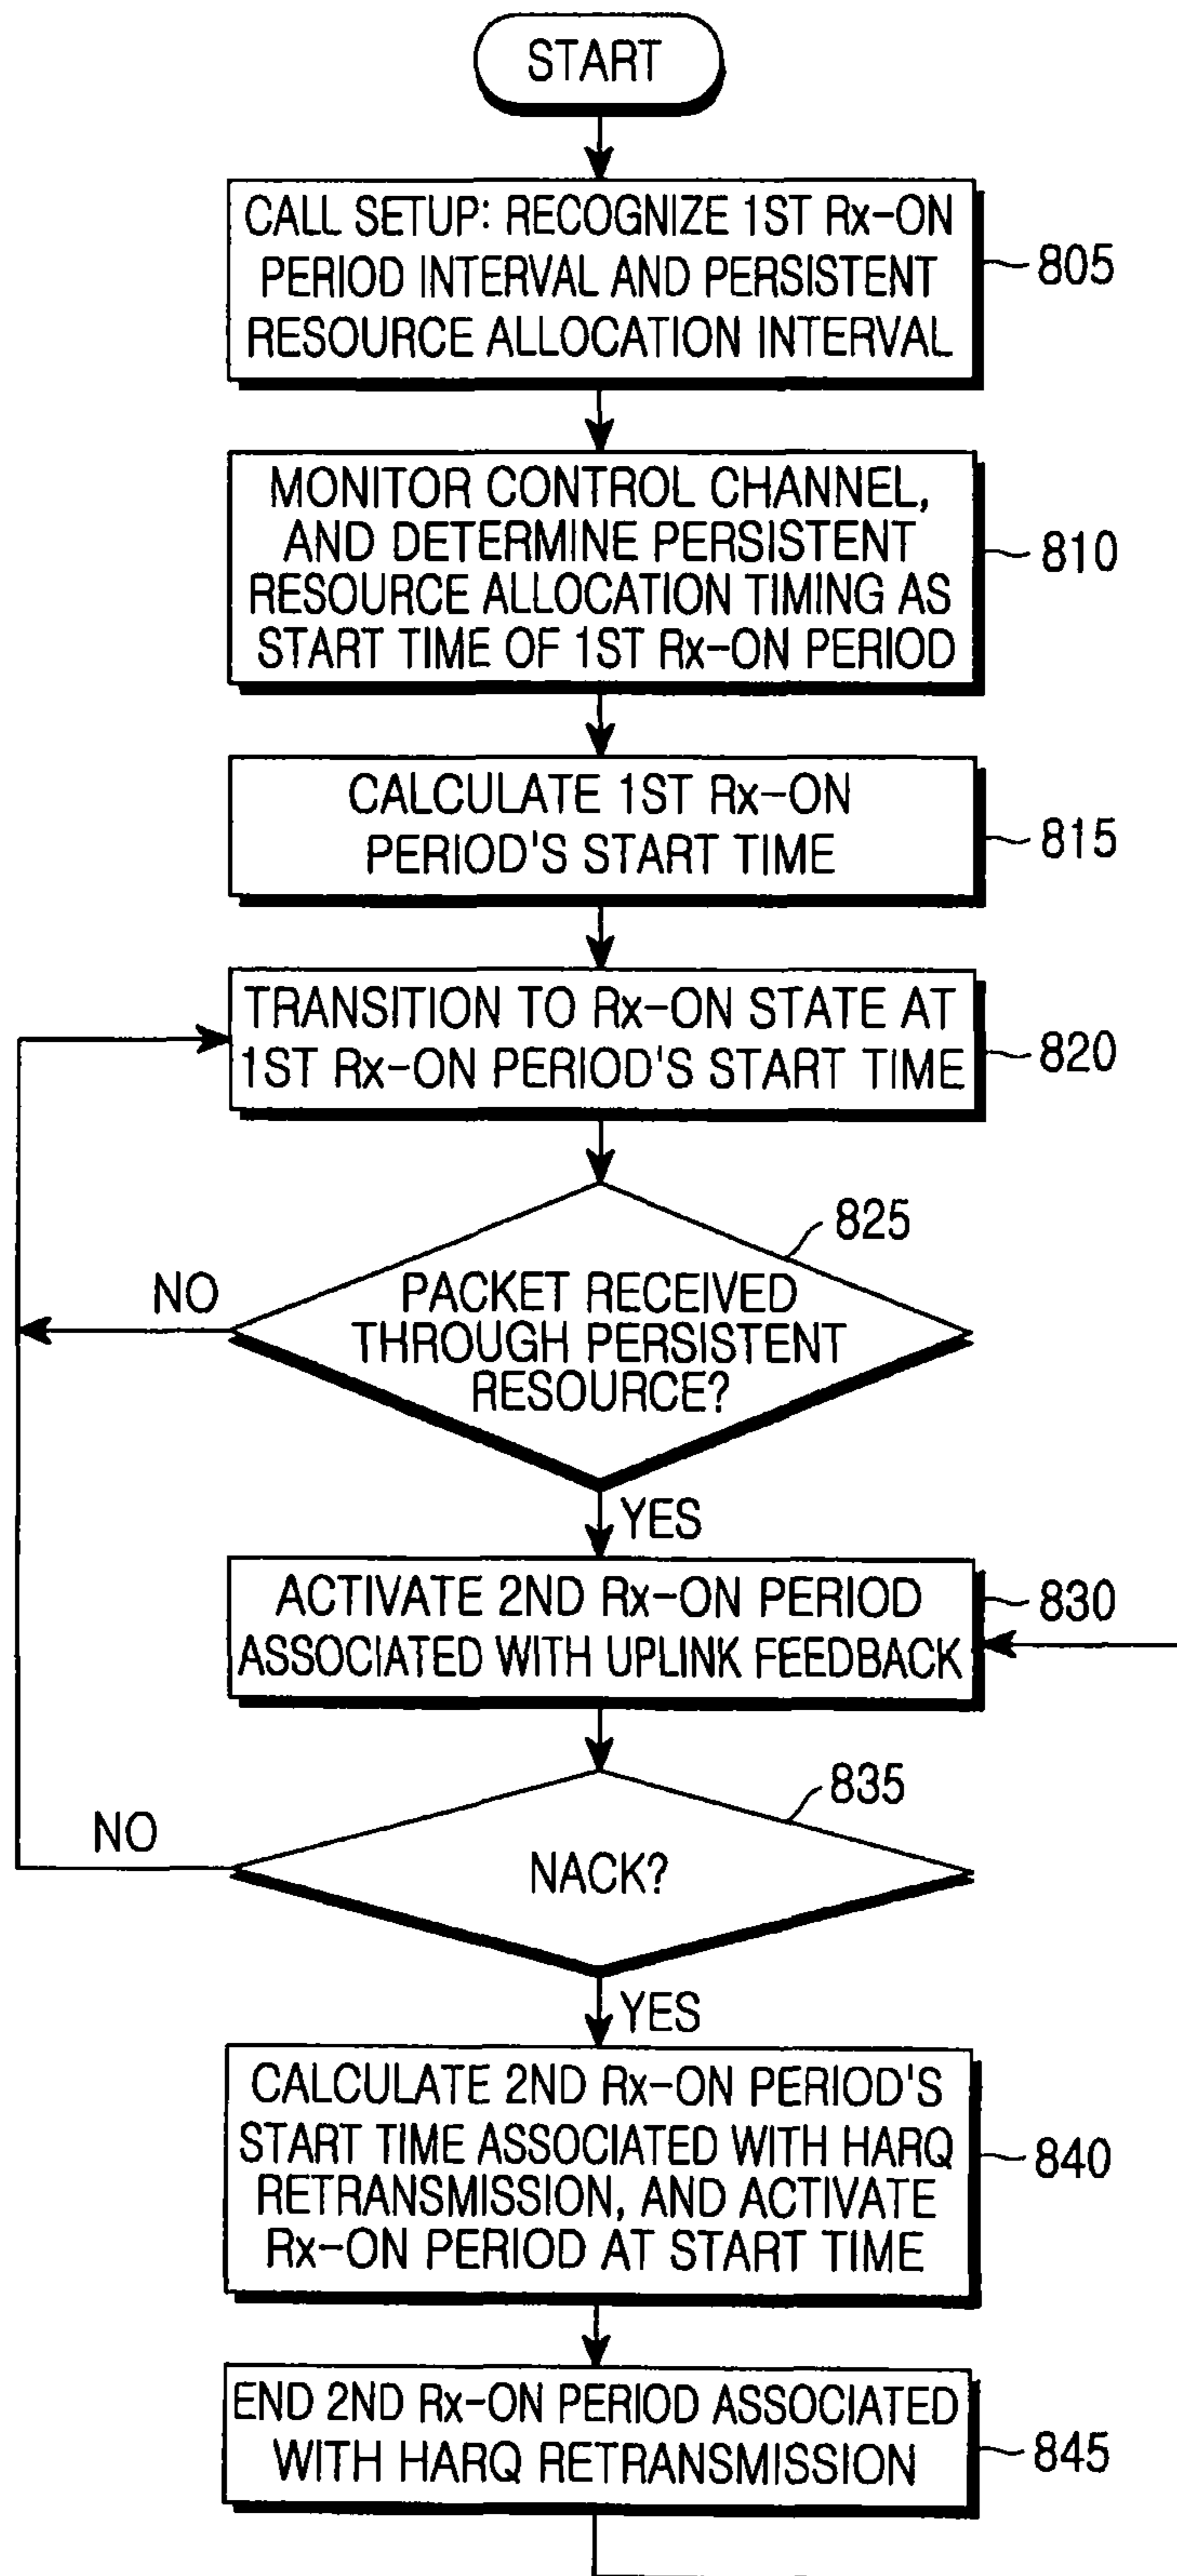 START
CALL SETUP: RECOGNIZE 1ST Rx-ON
PERIOD INTERVAL AND PERSISTENT
RESOURCE ALLOCATION INTERVAL
805
MONITOR CONTROL CHANNEL,
AND DETERMINE PERSISTENT
RESOURCE ALLOCATION TIMING AS
START TIME OF 1ST Rx-ON PERIOD
810
CALCULATE 1ST Rx-ON
PERIOD'S START TIME
815
TRANSITION TO Rx-ON STATE AT
1ST Rx-ON PERIOD'S START TIME
820
825
NO
PACKET RECEIVED
THROUGH PERSISTENT
RESOURCE?
YES
ACTIVATE 2ND Rx-ON PERIOD
ASSOCIATED WITH UPLINK FEEDBACK
830
835
NO
NACK?
YES
CALCULATE 2ND Rx-ON PERIOD'S
START TIME ASSOCIATED WITH HARQ
RETRANSMISSION, AND ACTIVATE
Rx-ON PERIOD AT START TIME
840
END 2ND Rx-ON PERIOD ASSOCIATED
WITH HARQ RETRANSMISSION
845